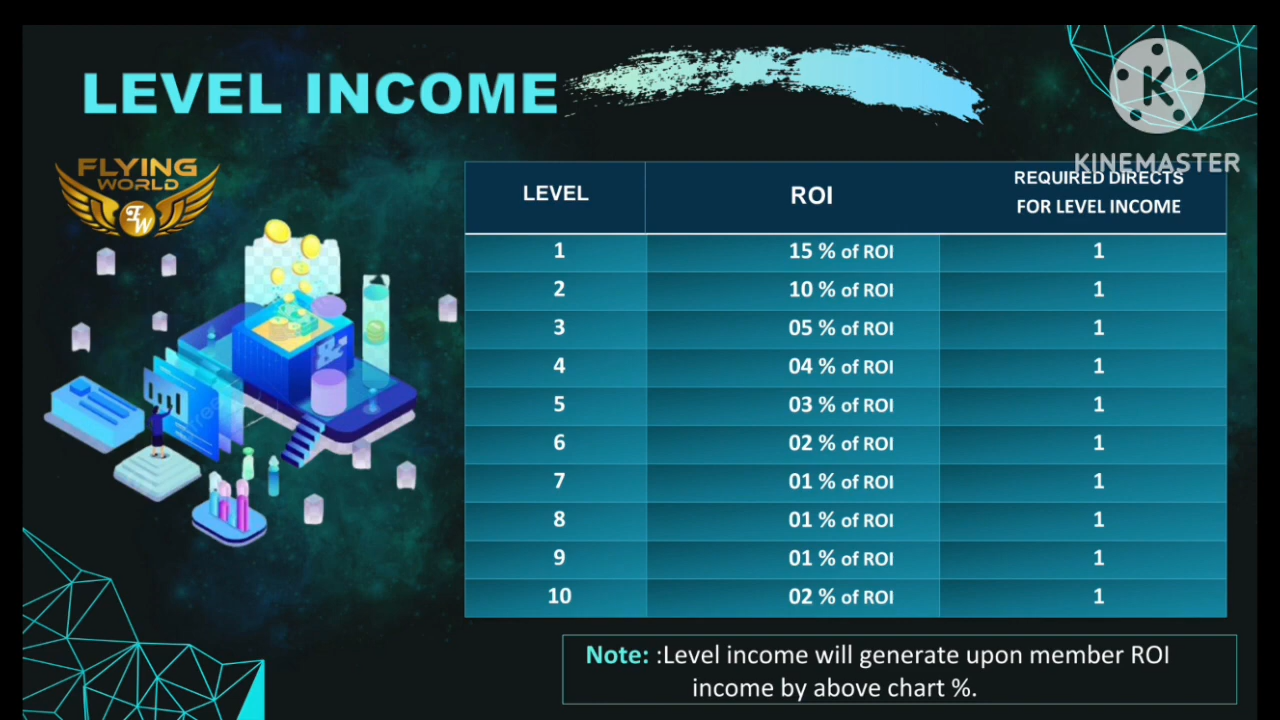 LEVEL INCOME
KINEMASTER
FLYING
WORLD
FW
LEVEL ROI REQUIRED DIRECTS
FOR LEVEL INCOME
1 15 % of ROI 1
2 10 % of ROI 1
3 05 % of ROI 1
4 04 % of ROI 1
5 03 % of ROI 1
6 02 % of ROI 1
7 01 % of ROI 1
8 01 % of ROI 1
9 01 % of ROI 1
10 02 % of ROI 1
Note: :Level income will generate upon member ROI
income by above chart %.